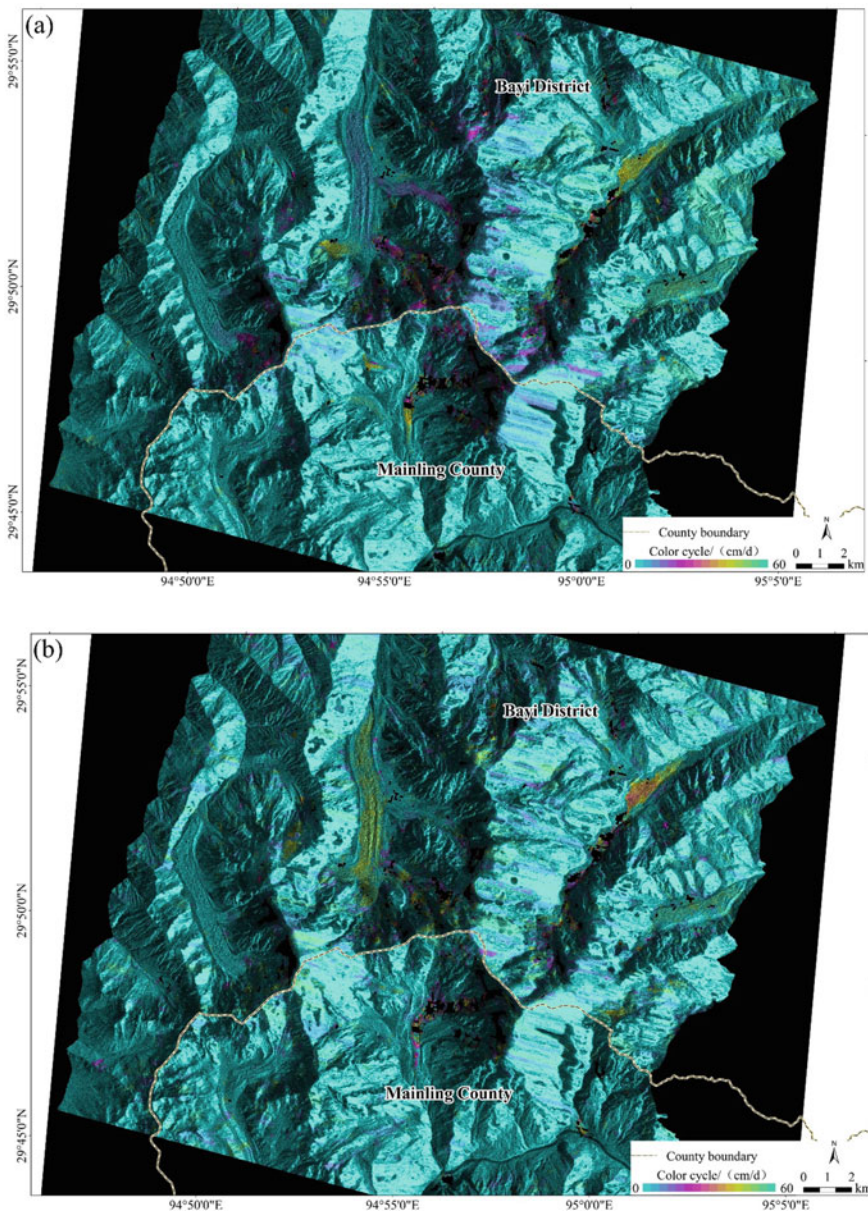 (a)
29°55'0"N
Bayi District
29°50'0"N
Mainling County
29°45'0"N
County boundary
N
Color cycle/（cm/d）
0 60
0 1 2
km
94°50'0"E 94°55'0"E 95°0'0"E 95°5'0"E
(b)
29°55'0"N
Bayi District
29°50'0"N
Mainling County
29°45'0"N
County boundary
N
Color cycle/（cm/d）
0 60
0 1 2
km
94°50'0"E 94°55'0"E 95°0'0"E 95°5'0"E